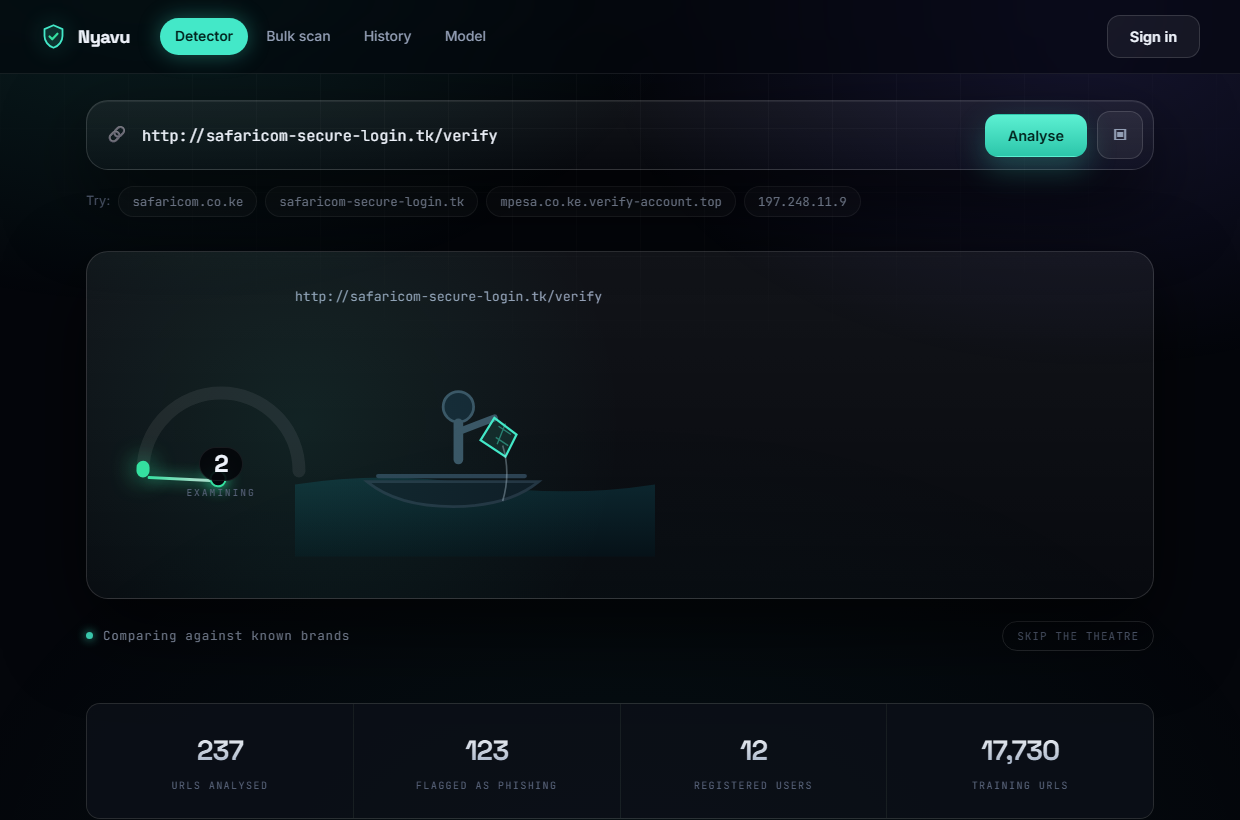 Nyavu
Detector
Bulk scan
History
Model
Sign in
http://safaricom-secure-login.tk/verify
Analyse
Try:
safaricom.co.ke
safaricom-secure-login.tk
mpesa.co.ke.verify-account.top
197.248.11.9
http://safaricom-secure-login.tk/verify
2
EXAMINING
Comparing against known brands
SKIP THE THEATRE
237
URLS ANALYSED
123
FLAGGED AS PHISHING
12
REGISTERED USERS
17,730
TRAINING URLS